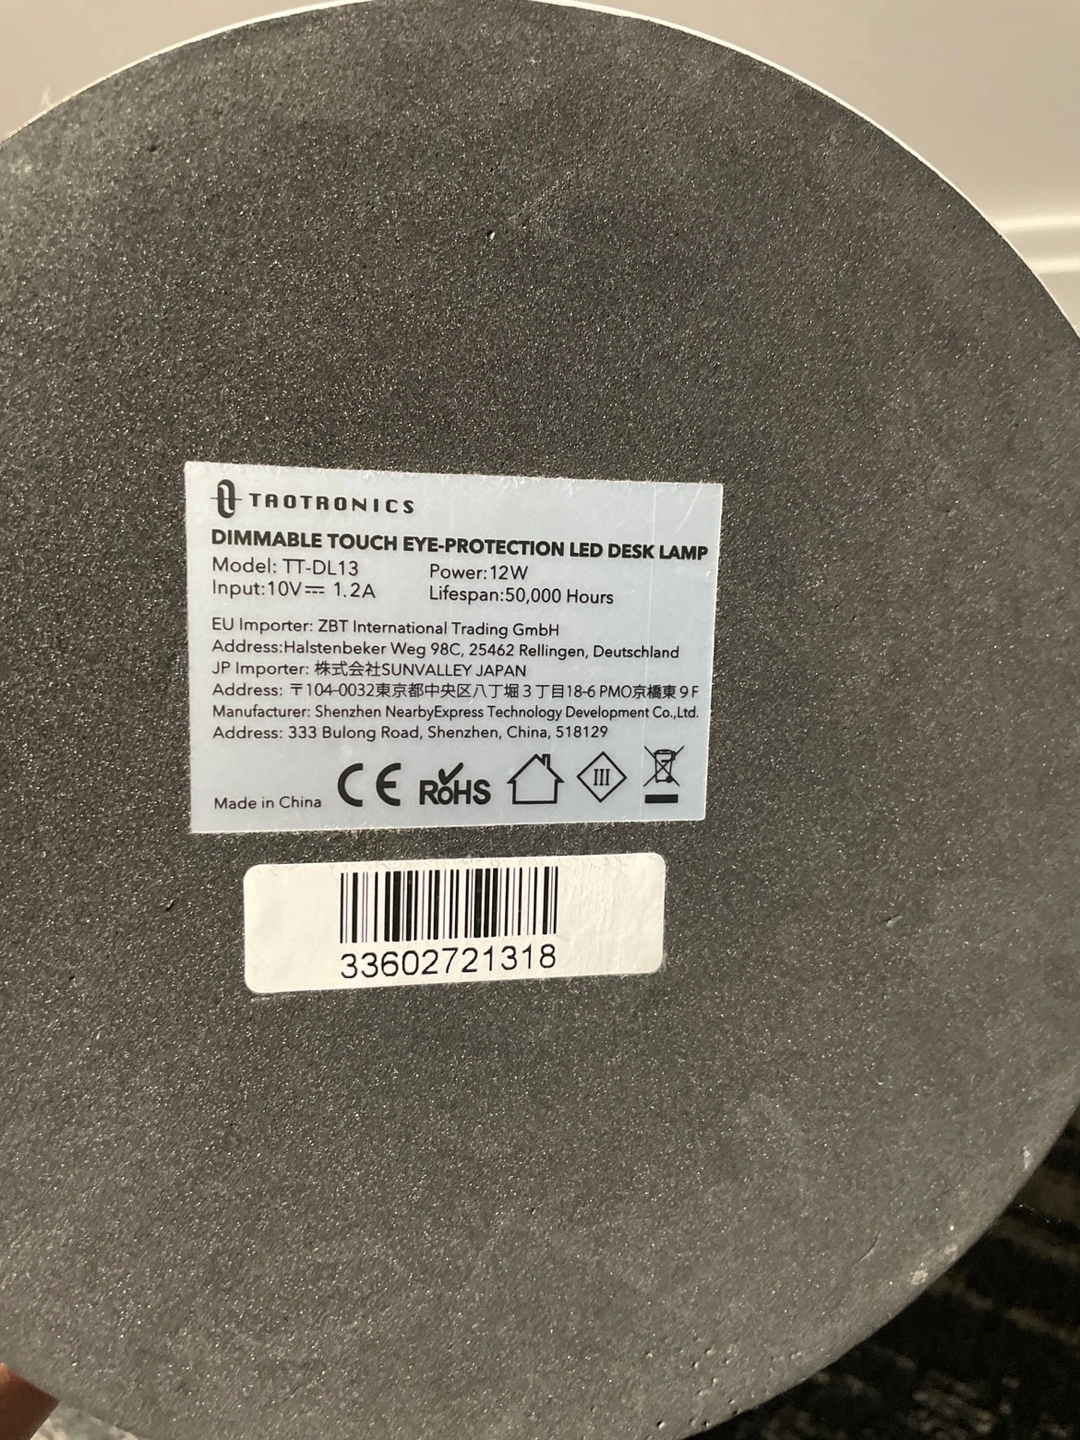 TAOTRONICS
DIMMABLE TOUCH EYE-PROTECTION LED DESK LAMP
Model: TT-DL13 Power:12W
Input:10V⎓ 1.2A Lifespan:50,000 Hours
EU Importer: ZBT International Trading GmbH
Address:Halstenbeker Weg 98C, 25462 Rellingen, Deutschland
JP Importer: 株式会社SUNVALLEY JAPAN
Address: 〒104-0032東京都中央区八丁堀３丁目18-6 PMO京橋東９F
Manufacturer: Shenzhen NearbyExpress Technology Development Co.,Ltd.
Address: 333 Bulong Road, Shenzhen, China, 518129
Made in China CE RoHS III
33602721318